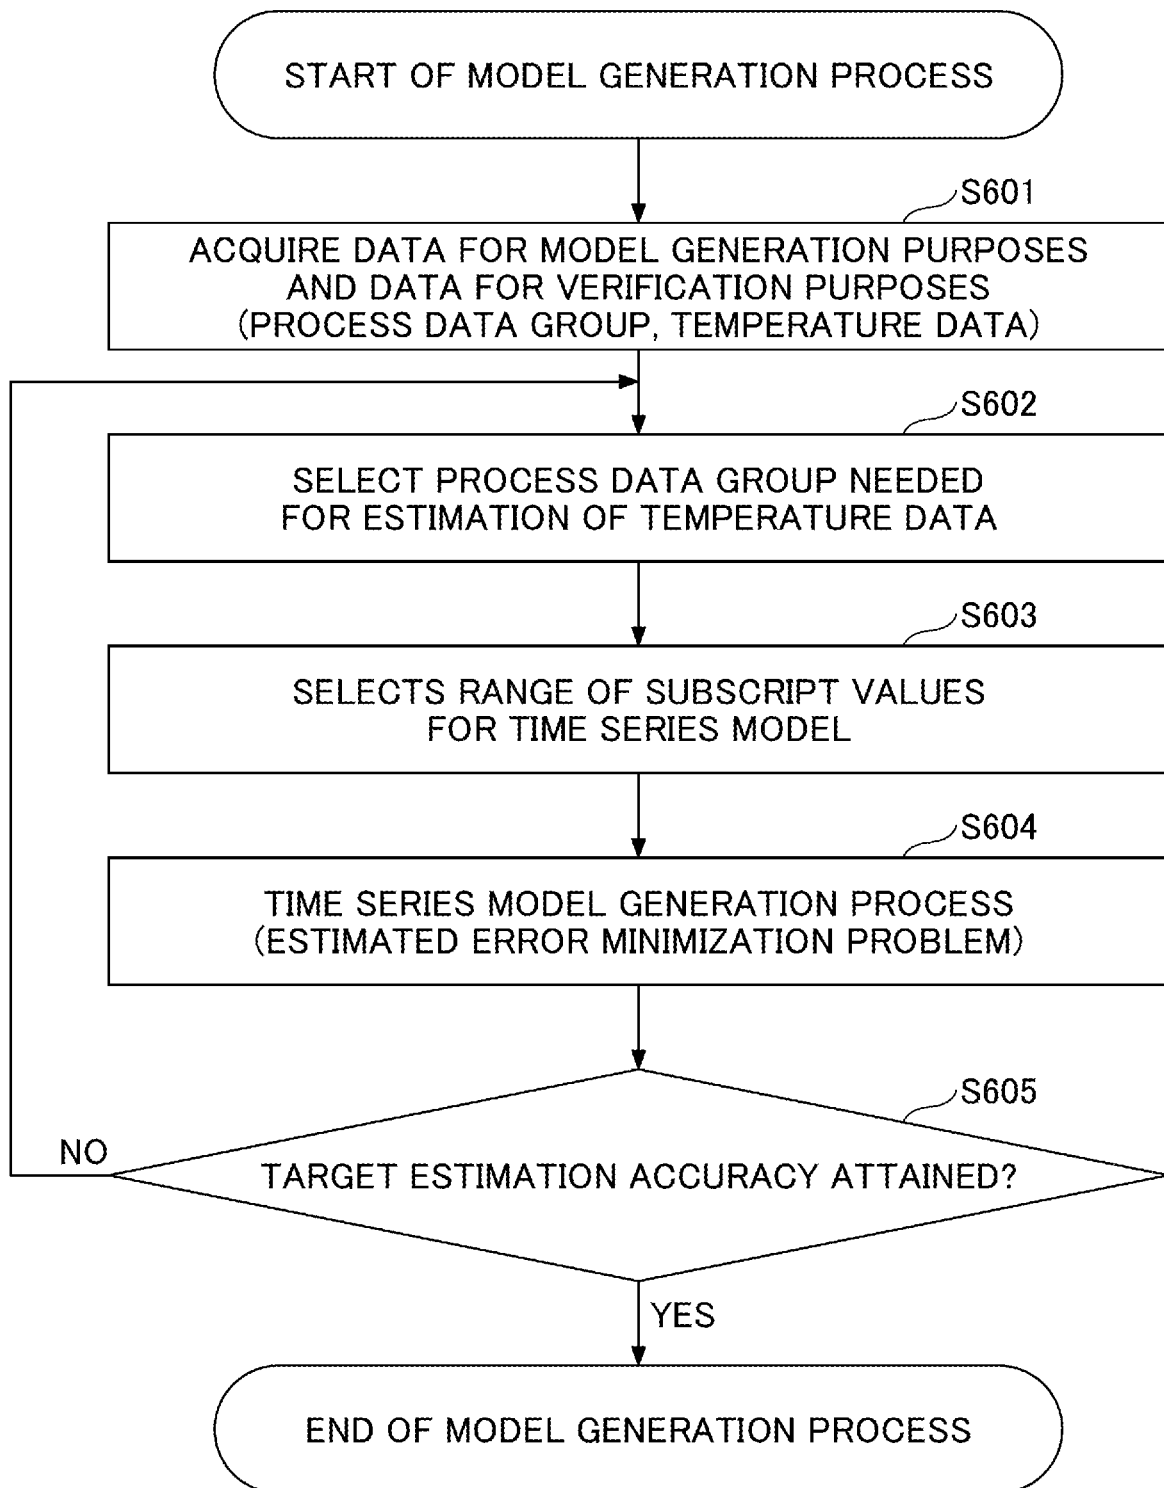 START OF MODEL GENERATION PROCESS
S601
ACQUIRE DATA FOR MODEL GENERATION PURPOSES
AND DATA FOR VERIFICATION PURPOSES
(PROCESS DATA GROUP, TEMPERATURE DATA)
S602
SELECT PROCESS DATA GROUP NEEDED
FOR ESTIMATION OF TEMPERATURE DATA
S603
SELECTS RANGE OF SUBSCRIPT VALUES
FOR TIME SERIES MODEL
S604
TIME SERIES MODEL GENERATION PROCESS
(ESTIMATED ERROR MINIMIZATION PROBLEM)
S605
NO
TARGET ESTIMATION ACCURACY ATTAINED?
YES
END OF MODEL GENERATION PROCESS